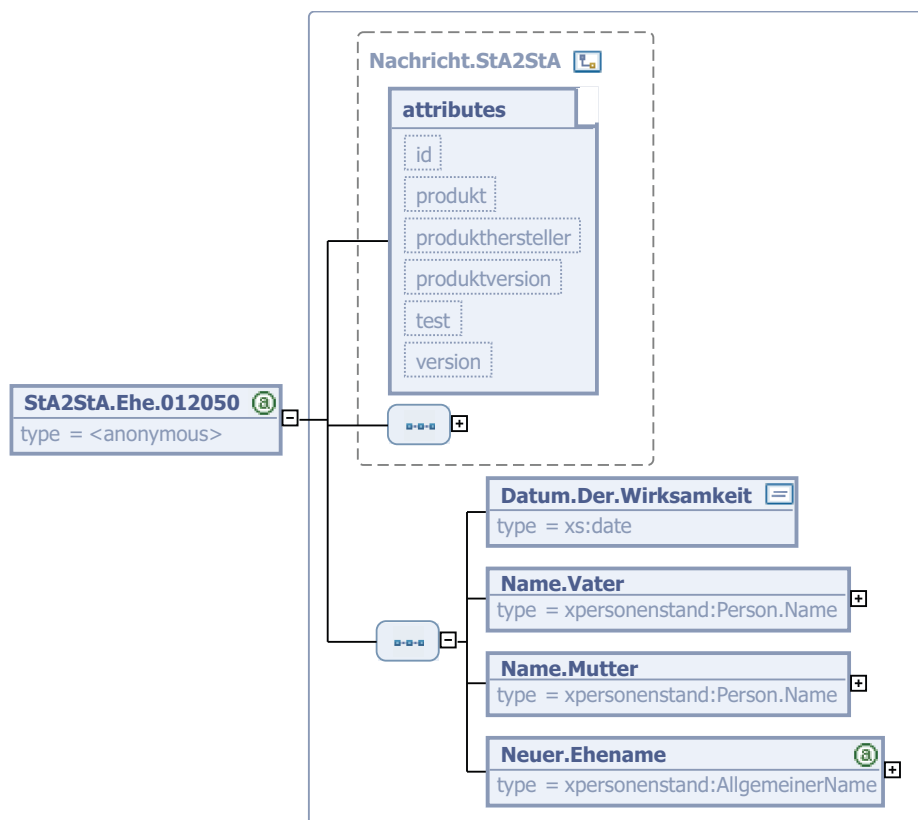 Nachricht.StA2StA
attributes
id
produkt
produkthersteller
produktversion
test
version
StA2StA.Ehe.012050
type = <anonymous>
Datum.Der.Wirksamkeit
type = xs:date
Name.Vater
type = xpersonenstand:Person.Name
Name.Mutter
type = xpersonenstand:Person.Name
Neuer.Ehename
type = xpersonenstand:AllgemeinerName